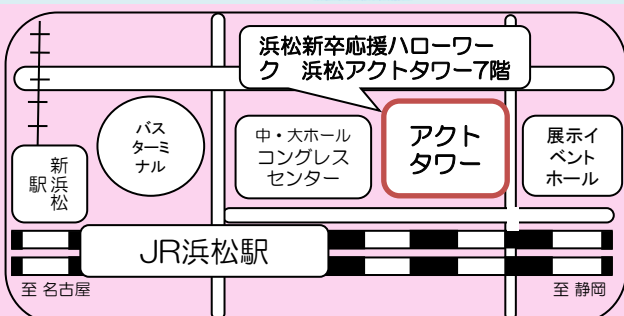 浜松新卒応援ハローワー
ク　浜松アクトタワー7階
バス
ターミ
ナル
中・大ホール
コングレス
センター
アクト
タワー
展示イ
ベント
ホール
新浜松
駅
JR浜松駅
至 名古屋
至 静岡